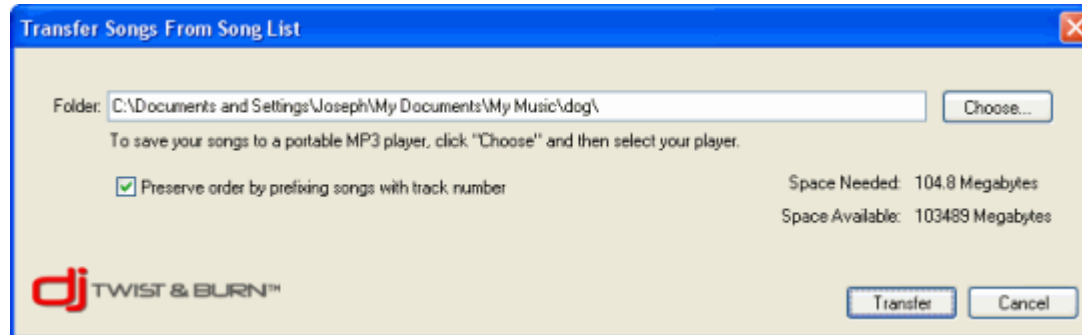 Transfer Songs From Song List
Folder: C:\Documents and Settings\Joseph\My Documents\My Music\dog\ Choose...
To save your songs to a portable MP3 player, click "Choose" and then select your player.
Preserve order by prefixing songs with track number
Space Needed: 104.8 Megabytes
Space Available: 103489 Megabytes
dj TWIST & BURN™
Transfer Cancel